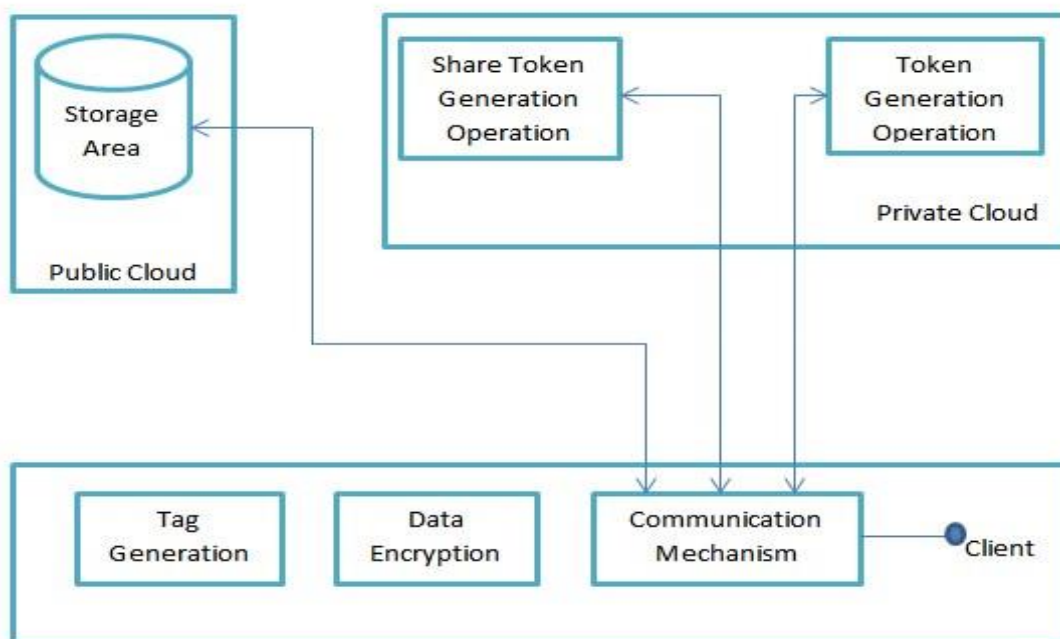 Storage
Area
Public Cloud
Share Token
Generation
Operation
Token
Generation
Operation
Private Cloud
Tag
Generation
Data
Encryption
Communication
Mechanism
Client